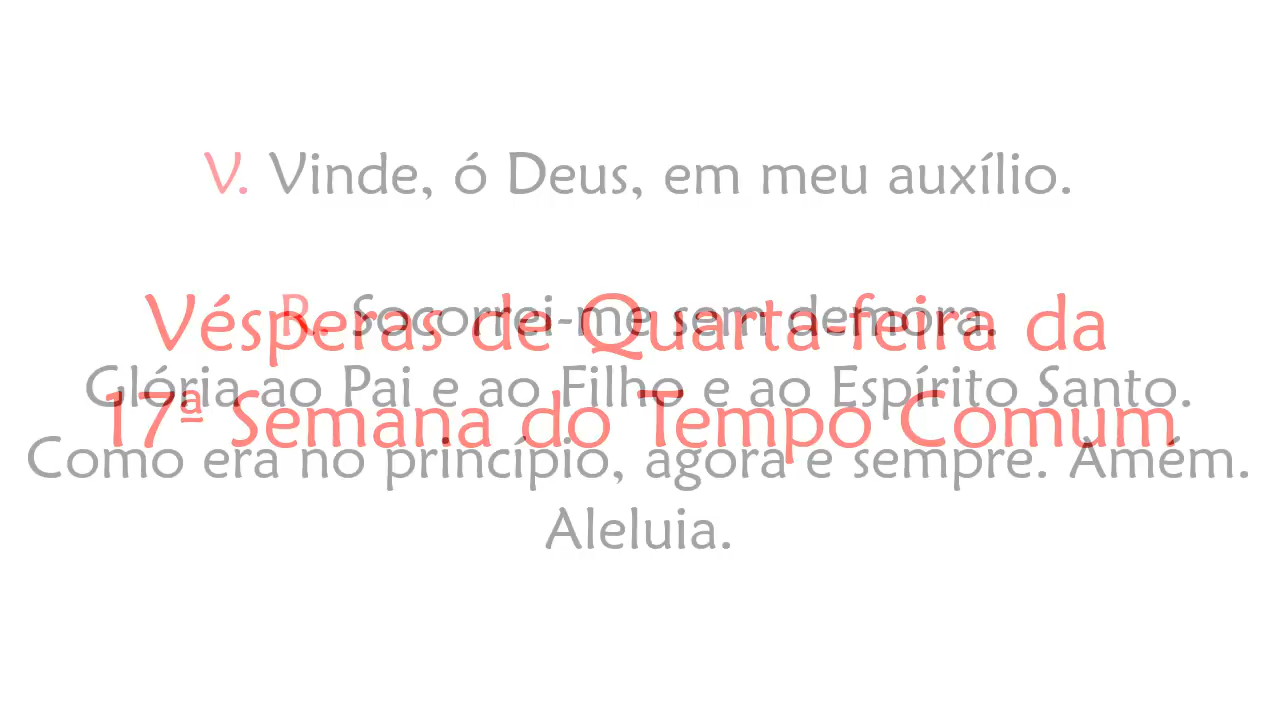 V. Vinde, ó Deus, em meu auxílio.
Vésperas de Quarta-feira da
17ª Semana do Tempo Comum
R. Socorrei-me sem demora.
Glória ao Pai e ao Filho e ao Espírito Santo.
Como era no princípio, agora e sempre. Amém.
Aleluia.